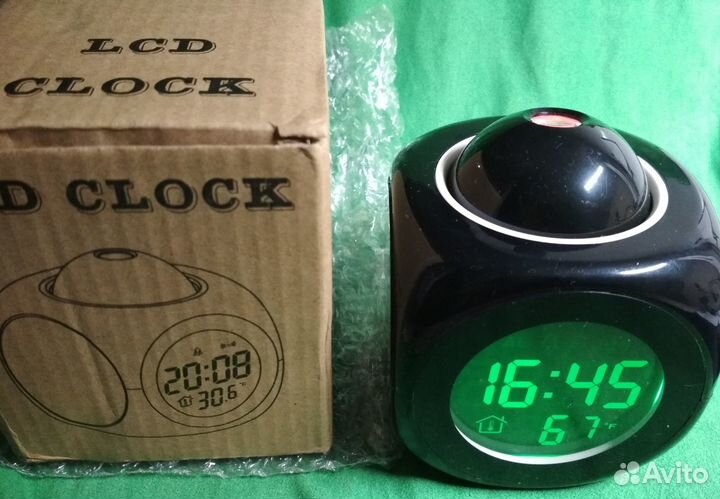 LCD
CLOCK
D CLOCK
20:08
30.6°C
16:45
67°F
Avito